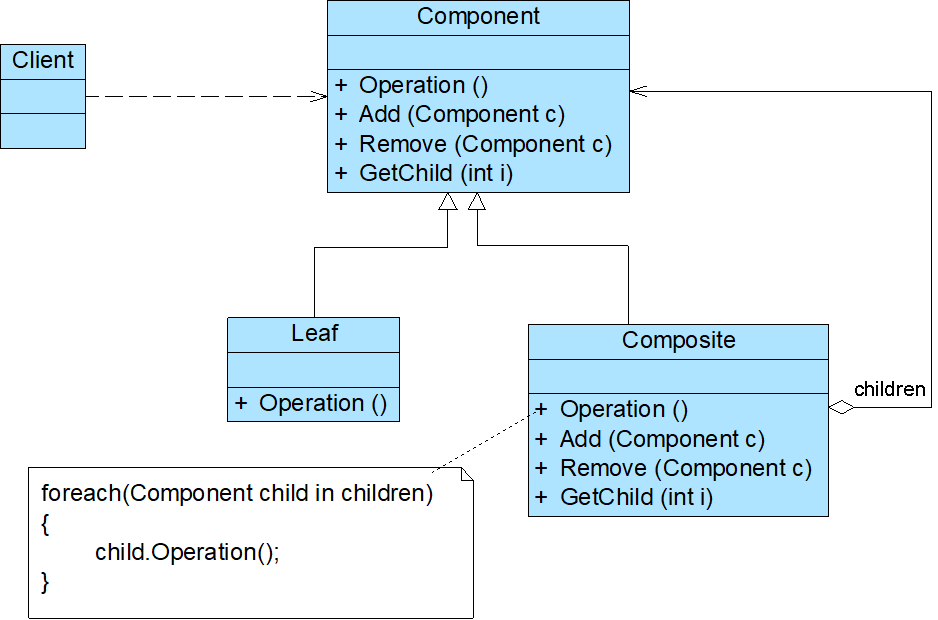 Component
Client
+ Operation ()
+ Add (Component c)
+ Remove (Component c)
+ GetChild (int i)
Leaf
+ Operation ()
Composite
+ Operation ()
+ Add (Component c)
+ Remove (Component c)
+ GetChild (int i)
children
foreach(Component child in children)
{
child.Operation();
}